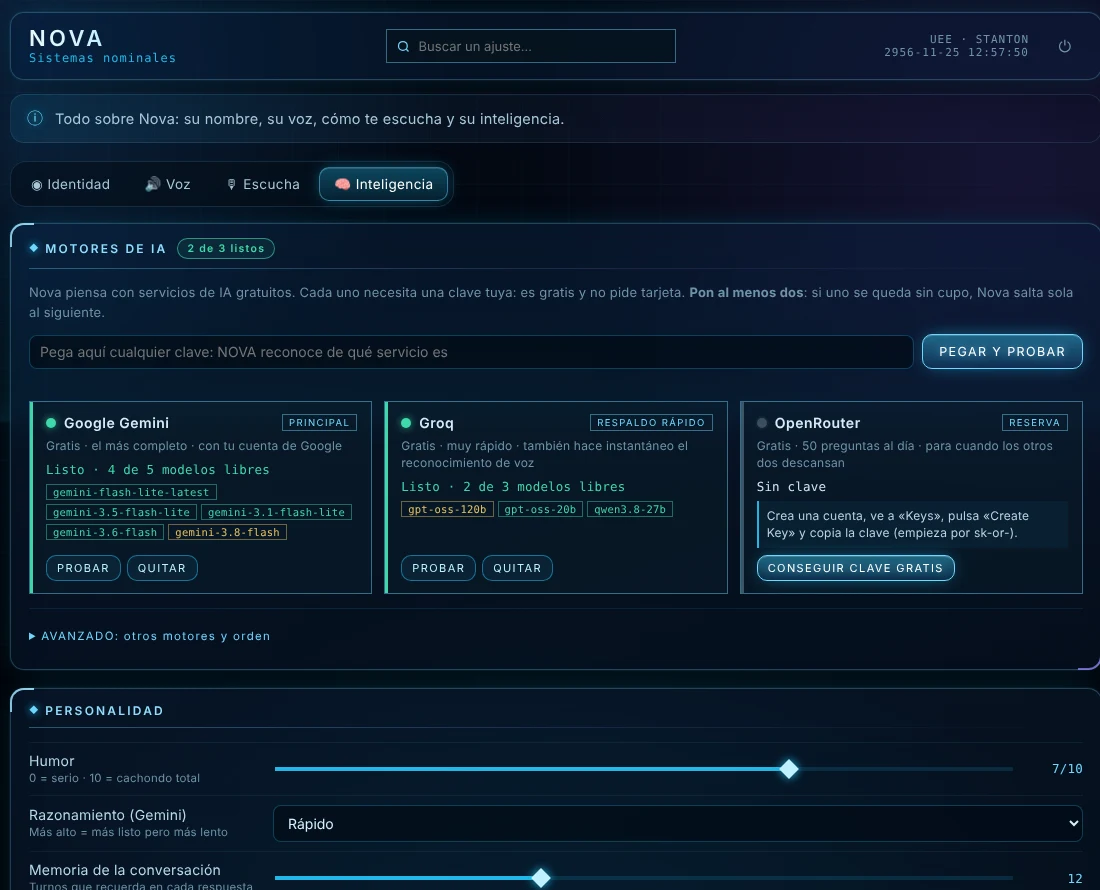 NOVA
Sistemas nominales
Buscar un ajuste...
UEE · STANTON
2956-11-25 12:57:50
Todo sobre Nova: su nombre, su voz, cómo te escucha y su inteligencia.
Identidad
Voz
Escucha
Inteligencia
MOTORES DE IA
2 de 3 listos
Nova piensa con servicios de IA gratuitos. Cada uno necesita una clave tuya: es gratis y no pide tarjeta. Pon al menos dos: si uno se queda sin cupo, Nova salta sola
al siguiente.
Pega aquí cualquier clave: NOVA reconoce de qué servicio es
PEGAR Y PROBAR
Google Gemini
PRINCIPAL
Gratis · el más completo · con tu cuenta de Google
Listo · 4 de 5 modelos libres
gemini-flash-lite-latest
gemini-3.5-flash-lite
gemini-3.1-flash-lite
gemini-3.6-flash
gemini-3.8-flash
PROBAR
QUITAR
Groq
RESPALDO RÁPIDO
Gratis · muy rápido · también hace instantáneo el
reconocimiento de voz
Listo · 2 de 3 modelos libres
gpt-oss-120b
gpt-oss-20b
qwen3.8-27b
PROBAR
QUITAR
OpenRouter
RESERVA
Gratis · 50 preguntas al día · para cuando los otros
dos descansan
Sin clave
Crea una cuenta, ve a «Keys», pulsa «Create
Key» y copia la clave (empieza por sk-or-).
CONSEGUIR CLAVE GRATIS
AVANZADO: otros motores y orden
PERSONALIDAD
Humor
0 = serio · 10 = cachondo total
7/10
Razonamiento (Gemini)
Más alto = más listo pero más lento
Rápido
Memoria de la conversación
Turnos que recuerda en cada respuesta
12